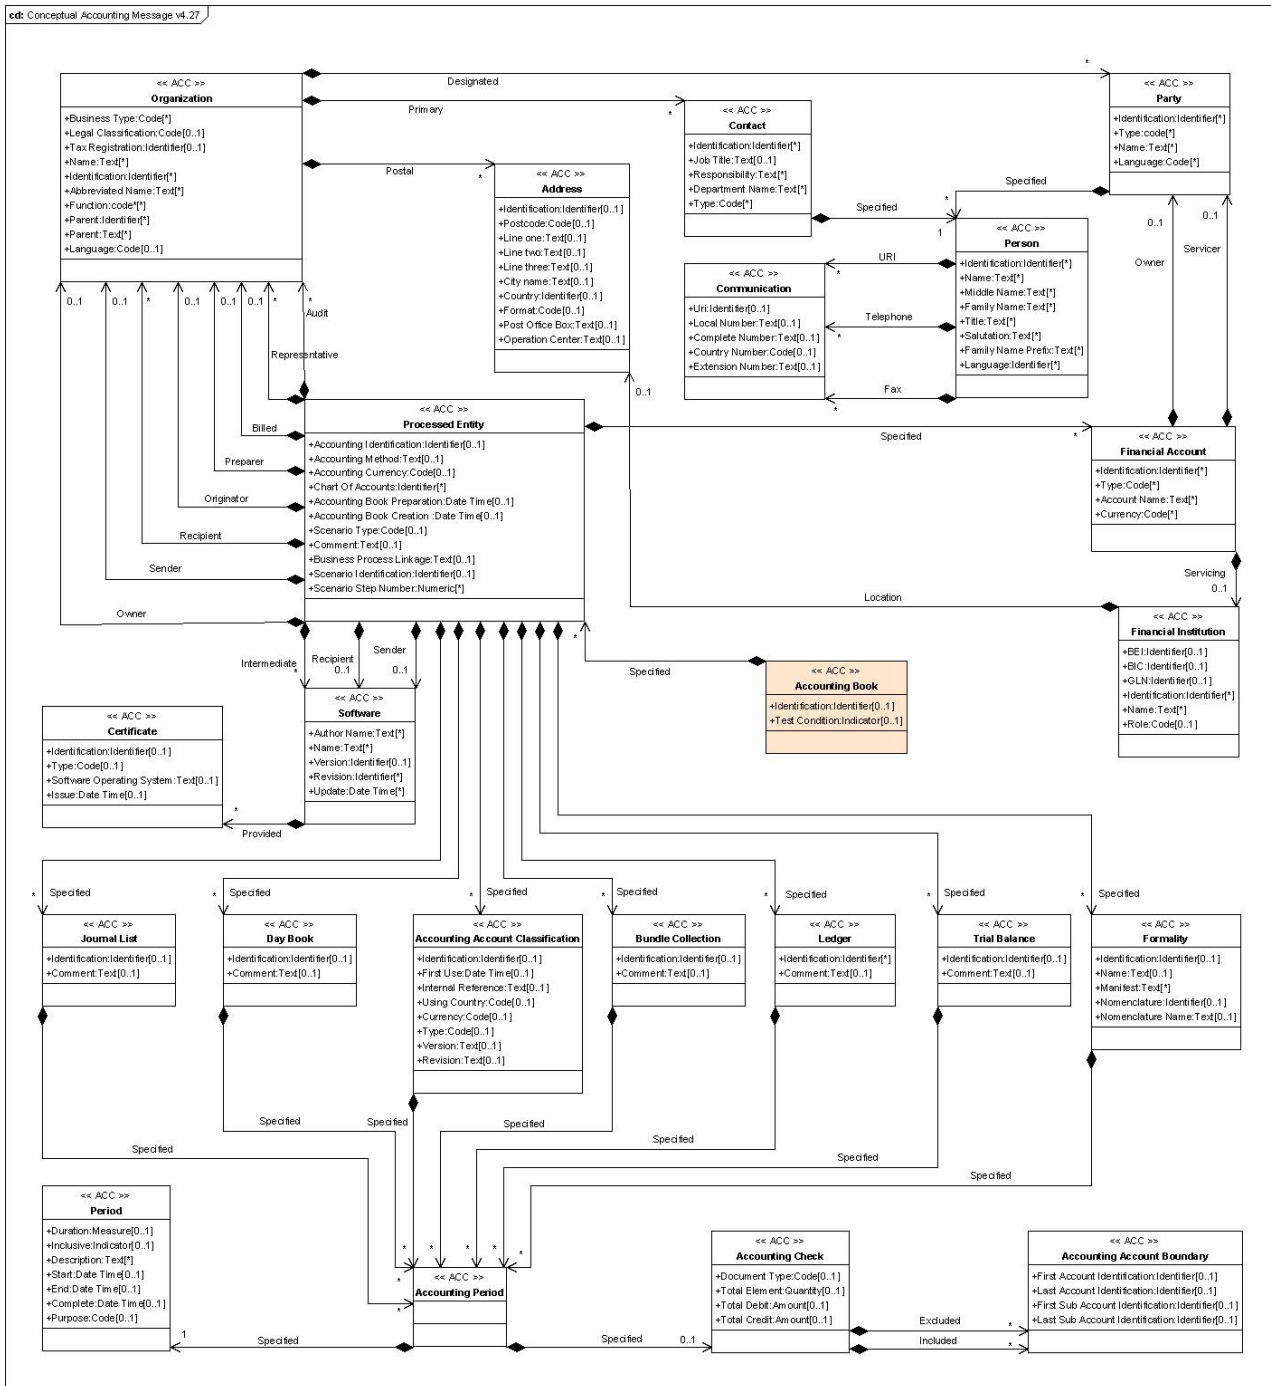 cd: Conceptual Accounting Message v4.27
<< ACC >>
Organization
+Business Type:Code[*]
+Legal Classification:Code[0..1]
+Tax Registration:Identifier[0..1]
+Name:Text[*]
+Identification:Identifier[*]
+Abbreviated Name:Text[*]
+Function:code*[*]
+Parent:Identifier[*]
+Parent:Text[*]
+Language:Code[0..1]
Designated
*
Primary
*
Postal
*
<< ACC >>
Contact
+Identification:Identifier[*]
+Job Title:Text[0..1]
+Responsibility:Text[*]
+Department Name:Text[*]
+Type:Code[*]
<< ACC >>
Party
+Identification:Identifier[*]
+Type:code[*]
+Name:Text[*]
+Language:Code[*]
<< ACC >>
Address
+Identification:Identifier[0..1]
+Postcode:Code[0..1]
+Line one:Text[0..1]
+Line two:Text[0..1]
+Line three:Text[0..1]
+City name:Text[0..1]
+Country:Identifier[0..1]
+Format:Code[0..1]
+Post Office Box:Text[0..1]
+Operation Center:Text[0..1]
Specified
*
Specified
1
<< ACC >>
Person
+Identification:Identifier[*]
+Name:Text[*]
+Middle Name:Text[*]
+Family Name:Text[*]
+Title:Text[*]
+Salutation:Text[*]
+Family Name Prefix:Text[*]
+Language:Identifier[*]
0..1
0..1
Servicer
Owner
URI
*
Telephone
*
Fax
*
<< ACC >>
Communication
+Uri:Identifier[0..1]
+Local Number:Text[0..1]
+Complete Number:Text[0..1]
+Country Number:Code[0..1]
+Extension Number:Text[0..1]
0..1
0..1
*
0..1
0..1
0..1
*
*
Audit
Representative
Billed
Preparer
Originator
Recipient
Sender
Owner
<< ACC >>
Processed Entity
+Accounting Identification:Identifier[0..1]
+Accounting Method:Text[0..1]
+Accounting Currency:Code[0..1]
+Chart Of Accounts:Identifier[*]
+Accounting Book Preparation:Date Time[0..1]
+Accounting Book Creation :Date Time[0..1]
+Scenario Type:Code[0..1]
+Comment:Text[0..1]
+Business Process Linkage:Text[0..1]
+Scenario Identification:Identifier[0..1]
+Scenario Step Number:Numeric[*]
0..1
Specified
*
<< ACC >>
Financial Account
+Identification:Identifier[*]
+Type:Code[*]
+Account Name:Text[*]
+Currency:Code[*]
Servicing
0..1
Location
<< ACC >>
Financial Institution
+BEI:Identifier[0..1]
+BIC:Identifier[0..1]
+GLN:Identifier[0..1]
+Identification:Identifier[*]
+Name:Text[*]
+Role:Code[0..1]
*
Specified
<< ACC >>
Accounting Book
+Identification:Identifier[0..1]
+Test Condition:Indicator[0..1]
Intermediate
*
Recipient
0..1
Sender
0..1
<< ACC >>
Software
+Author Name:Text[*]
+Name:Text[*]
+Version:Identifier[0..1]
+Revision:Identifier[*]
+Update:Date Time[*]
<< ACC >>
Certificate
+Identification:Identifier[0..1]
+Type:Code[0..1]
+Software Operating System:Text[0..1]
+Issue:Date Time[0..1]
*
Provided
* Specified
* Specified
* Specified
* Specified
* Specified
* Specified
* Specified
<< ACC >>
Journal List
+Identification:Identifier[0..1]
+Comment:Text[0..1]
<< ACC >>
Day Book
+Identification:Identifier[0..1]
+Comment:Text[0..1]
<< ACC >>
Accounting Account Classification
+Identification:Identifier[0..1]
+First Use:Date Time[0..1]
+Internal Reference:Text[0..1]
+Using Country:Code[0..1]
+Currency:Code[0..1]
+Type:Code[0..1]
+Version:Text[0..1]
+Revision:Text[0..1]
<< ACC >>
Bundle Collection
+Identification:Identifier[0..1]
+Comment:Text[0..1]
<< ACC >>
Ledger
+Identification:Identifier[*]
+Comment:Text[0..1]
<< ACC >>
Trial Balance
+Identification:Identifier[0..1]
+Comment:Text[0..1]
<< ACC >>
Formality
+Identification:Identifier[0..1]
+Name:Text[0..1]
+Manifest:Text[*]
+Nomenclature:Identifier[0..1]
+Nomenclature Name:Text[0..1]
Specified
Specified
Specified
Specified
Specified
Specified
Specified
*
*
*
*
*
*
<< ACC >>
Period
+Duration:Measure[0..1]
+Inclusive:Indicator[0..1]
+Description:Text[*]
+Start:Date Time[0..1]
+End:Date Time[0..1]
+Complete:Date Time[0..1]
+Purpose:Code[0..1]
<< ACC >>
Accounting Period
1
Specified
Specified
0..1
<< ACC >>
Accounting Check
+Document Type:Code[0..1]
+Total Element:Quantity[0..1]
+Total Debit:Amount[0..1]
+Total Credit:Amount[0..1]
Excluded
*
Included
*
<< ACC >>
Accounting Account Boundary
+First Account Identification:Identifier[0..1]
+Last Account Identification:Identifier[0..1]
+First Sub Account Identification:Identifier[0..1]
+Last Sub Account Identification:Identifier[0..1]